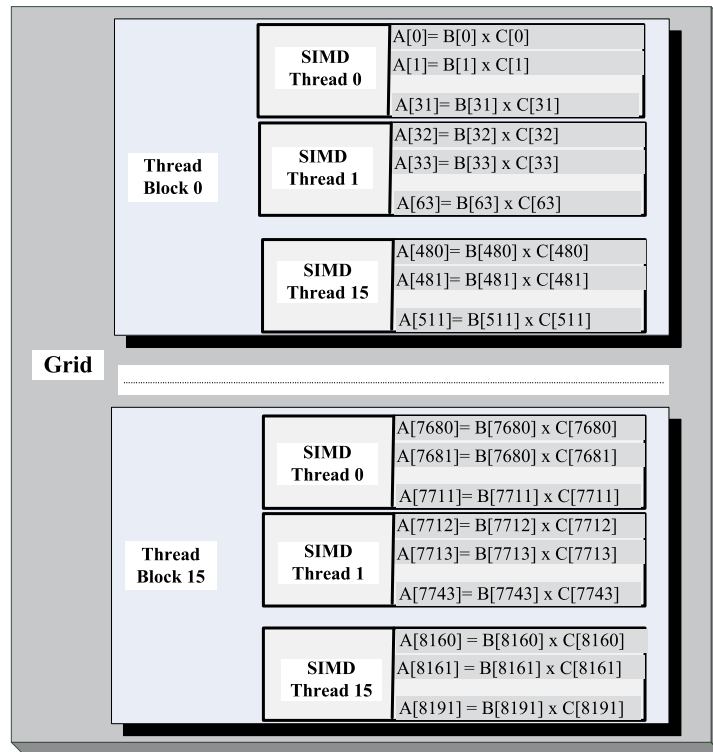 A[0]= B[0] x C[0]
SIMD
Thread 0
A[1]= B[1] x C[1]
A[31]= B[31] x C[31]
A[32]= B[32] x C[32]
SIMD
Thread 1
A[33]= B[33] x C[33]
A[63]= B[63] x C[63]
Thread
Block 0
A[480]= B[480] x C[480]
SIMD
Thread 15
A[481]= B[481] x C[481]
A[511]= B[511] x C[511]
Grid
A[7680]= B[7680] x C[7680]
SIMD
Thread 0
A[7681]= B[7680] x C[7681]
A[7711]= B[7711] x C[7711]
A[7712]= B[7712] x C[7712]
SIMD
Thread 1
A[7713]= B[7713] x C[7713]
A[7743]= B[7743] x C[7743]
Thread
Block 15
A[8160] = B[8160] x C[8160]
SIMD
Thread 15
A[8161] = B[8161] x C[8161]
A[8191] = B[8191] x C[8191]